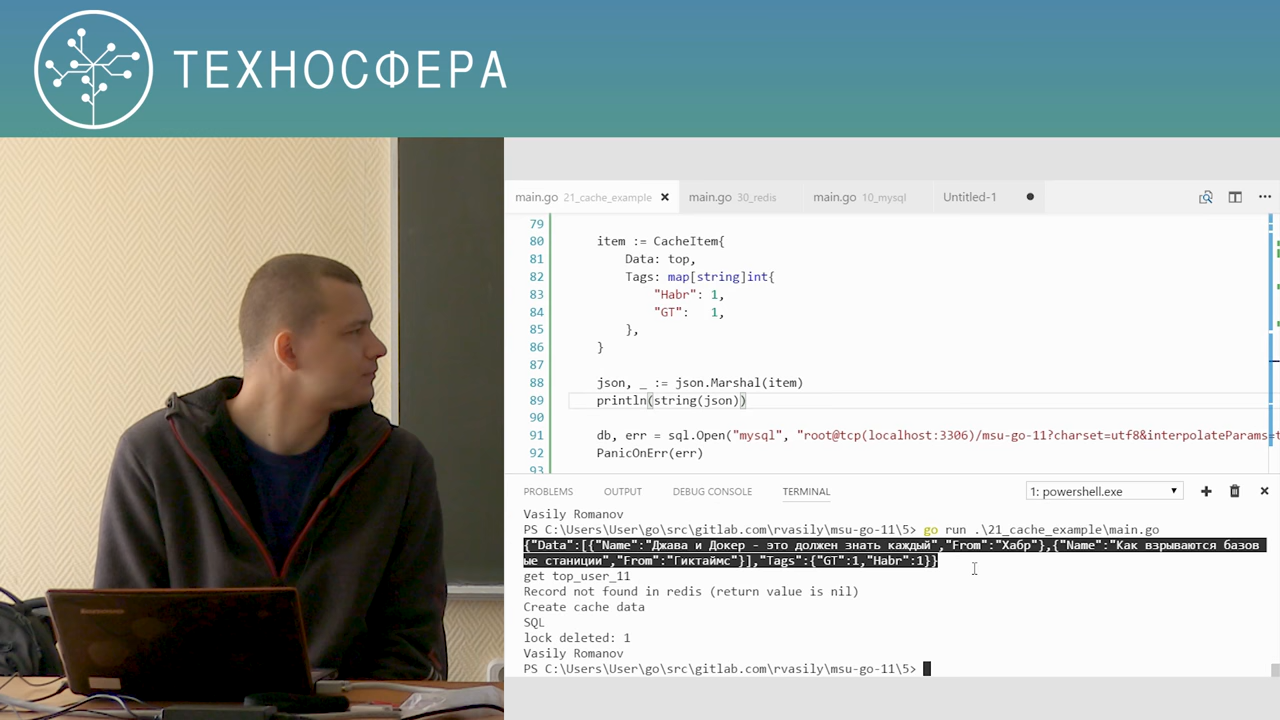 ТЕХНОСФЕРА
main.go 21_cache_example main.go 30_redis main.go 10_mysql Untitled-1
79
80 item := CacheItem{
81 Data: top,
82 Tags: map[string]int{
83 "Habr": 1,
84 "GT": 1,
85 },
86 }
87
88 json, _ := json.Marshal(item)
89 println(string(json))
90
91 db, err = sql.Open("mysql", "root@tcp(localhost:3306)/msu-go-11?charset=utf8&interpolateParams=t
92 PanicOnErr(err)
93
PROBLEMS OUTPUT DEBUG CONSOLE TERMINAL 1: powershell.exe
Vasily Romanov
PS C:\Users\User\go\src\gitlab.com\rvasily\msu-go-11\5> go run .\21_cache_example\main.go
{"Data":[{"Name":"Джава и Докер - это должен знать каждый","From":"Хабр"},{"Name":"Как взрываются базов
ые станции","From":"Гиктаймс"}],"Tags":{"GT":1,"Habr":1}}
get top_user_11
Record not found in redis (return value is nil)
Create cache data
SQL
lock deleted: 1
Vasily Romanov
PS C:\Users\User\go\src\gitlab.com\rvasily\msu-go-11\5>